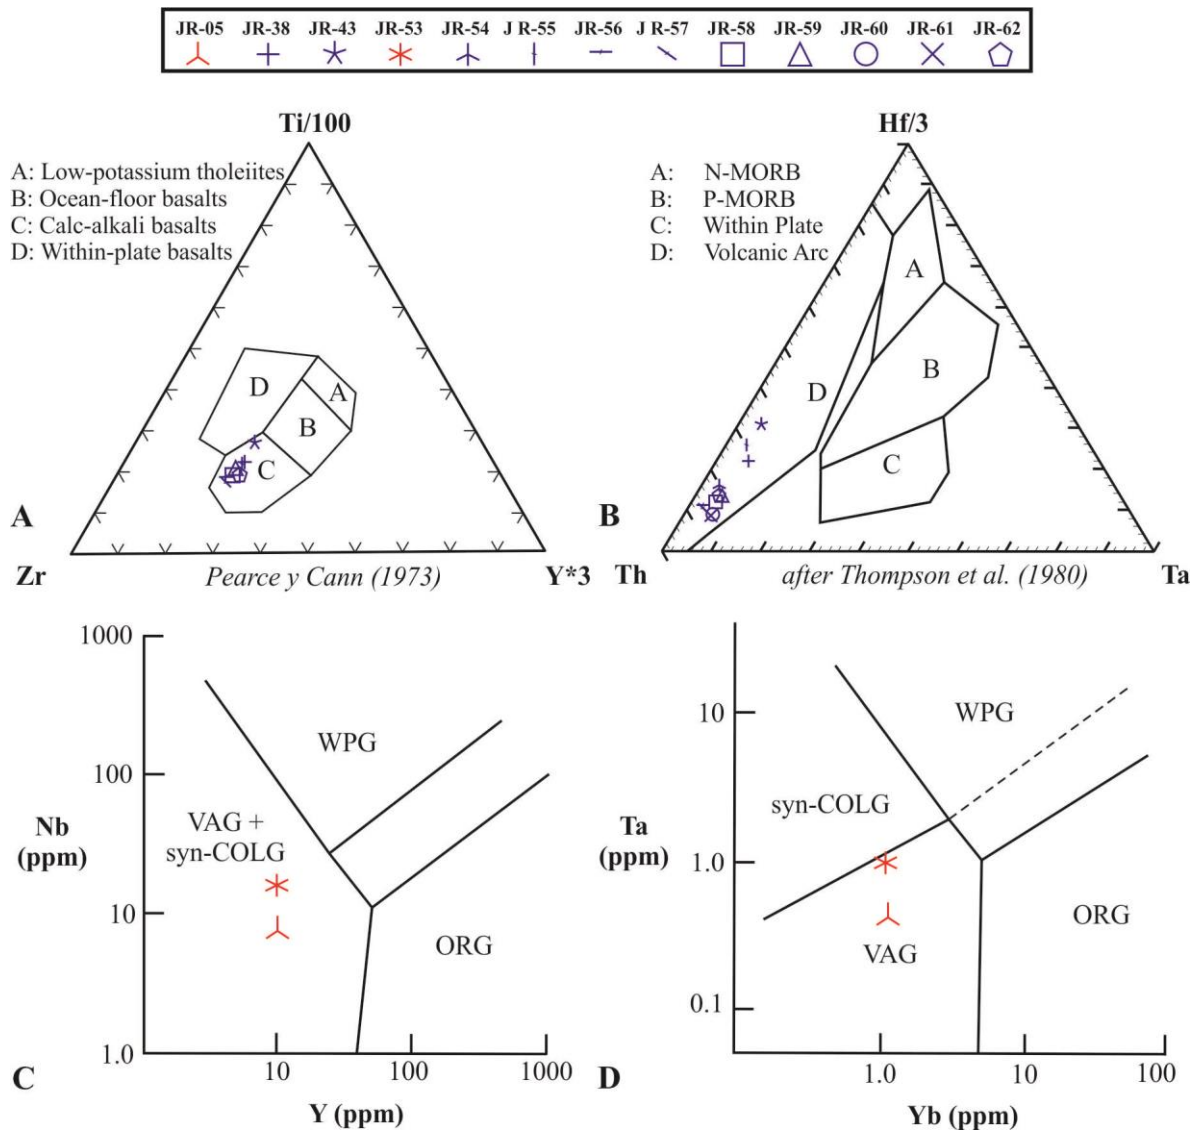 JR-05 JR-38 JR-43 JR-53 JR-54 J R-55 JR-56 J R-57 JR-58 JR-59 JR-60 JR-61 JR-62
Ti/100
A: Low-potassium tholeiites
B: Ocean-floor basalts
C: Calc-alkali basalts
D: Within-plate basalts
D
A
B
C
A
Zr
Pearce y Cann (1973)
Y*3
Hf/3
A: N-MORB
B: P-MORB
C: Within Plate
D: Volcanic Arc
A
B
D
C
B
Th
after Thompson et al. (1980)
Ta
1000
100
10
1.0
Nb
(ppm)
WPG
VAG +
syn-COLG
ORG
10 100 1000
C
Y (ppm)
10
1.0
0.1
Ta
(ppm)
WPG
syn-COLG
ORG
VAG
1.0 10 100
D
Yb (ppm)